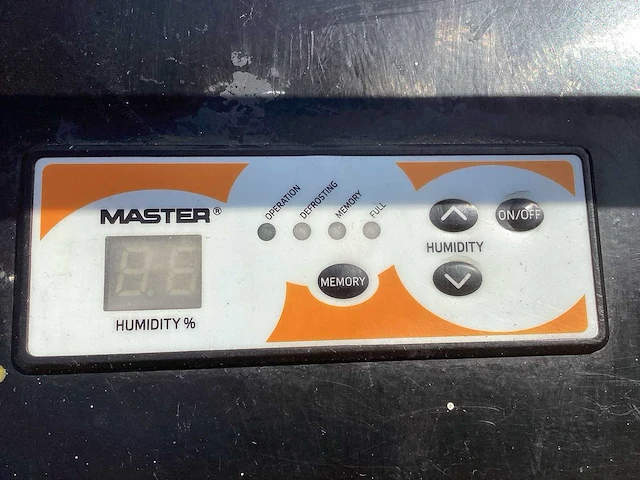 MASTER®
HUMIDITY %
OPERATION
DEFROSTING
MEMORY
FULL
MEMORY
HUMIDITY
ON/OFF